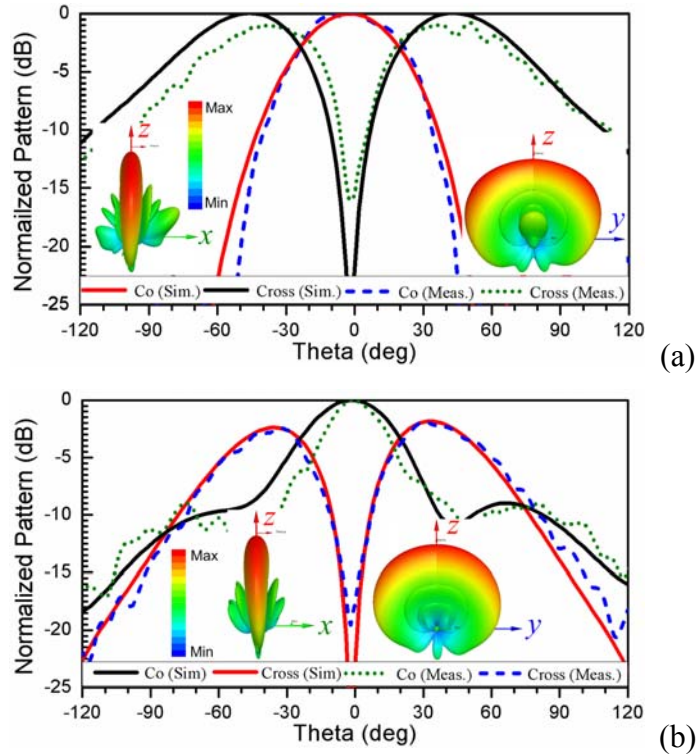 Normailzed Pattern (dB)
0
-5
-10
-15
-20
-25
Max
Min
z
x
z
y
Co (Sim.) Cross (Sim.) Co (Meas.) Cross (Meas.)
-120 -90 -60 -30 0 30 60 90 120
Theta (deg)
(a)
Normalized Pattern (dB)
0
-5
-10
-15
-20
-25
Max
Min
z
x
z
y
Co (Sim) Cross (Sim) Co (Meas.) Cross (Meas.)
-120 -90 -60 -30 0 30 60 90 120
Theta (deg)
(b)